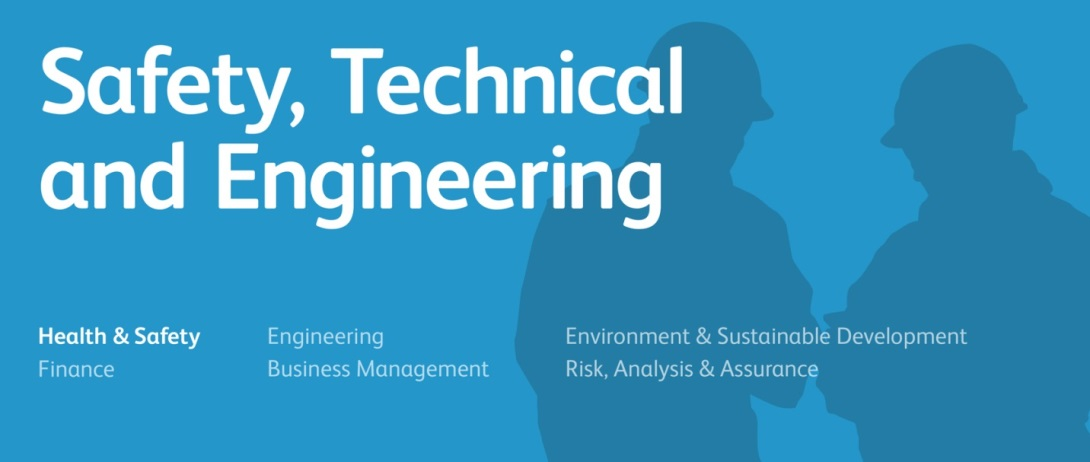 Safety, Technical
and Engineering
Health & Safety
Finance
Engineering
Business Management
Environment & Sustainable Development
Risk, Analysis & Assurance